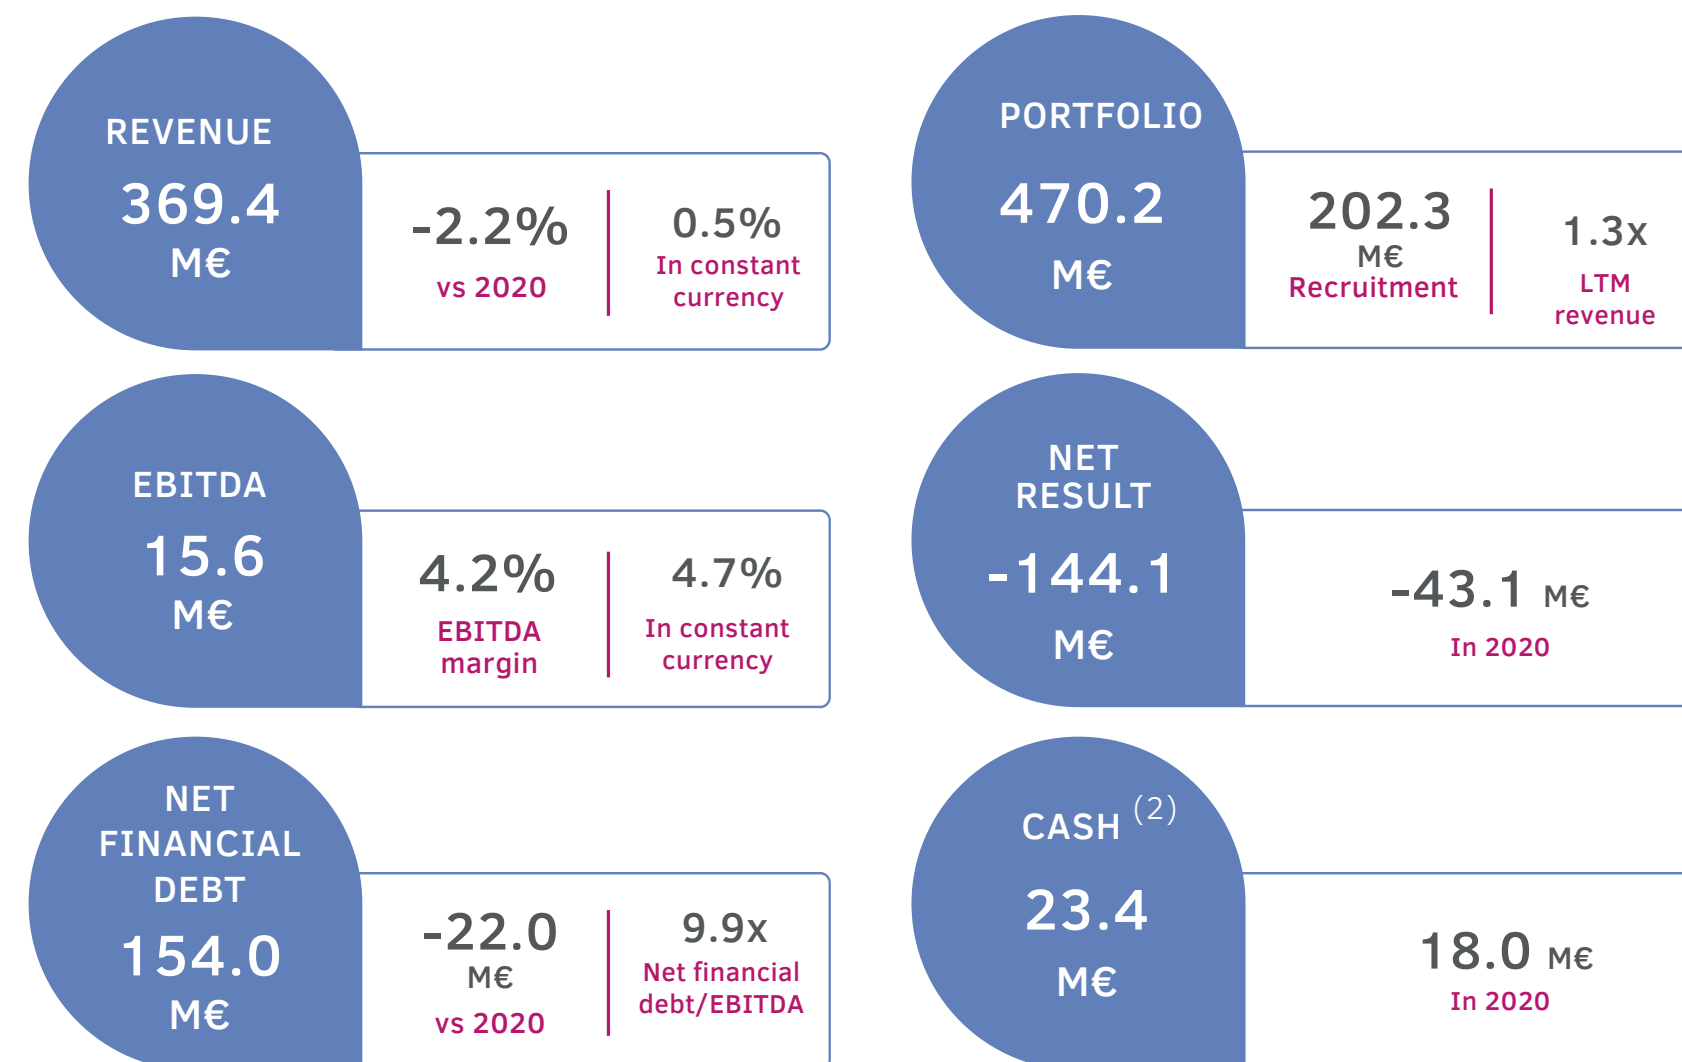 REVENUE
369.4
M€
-2.2%
vs 2020
0.5%
In constant
currency
PORTFOLIO
470.2
M€
202.3
M€
Recruitment
1.3x
LTM
revenue
EBITDA
15.6
M€
4.2%
EBITDA
margin
4.7%
In constant
currency
NET
RESULT
-144.1
M€
-43.1 M€
In 2020
NET
FINANCIAL
DEBT
154.0
M€
-22.0
M€
vs 2020
9.9x
Net financial
debt/EBITDA
CASH (2)
23.4
M€
18.0 M€
In 2020